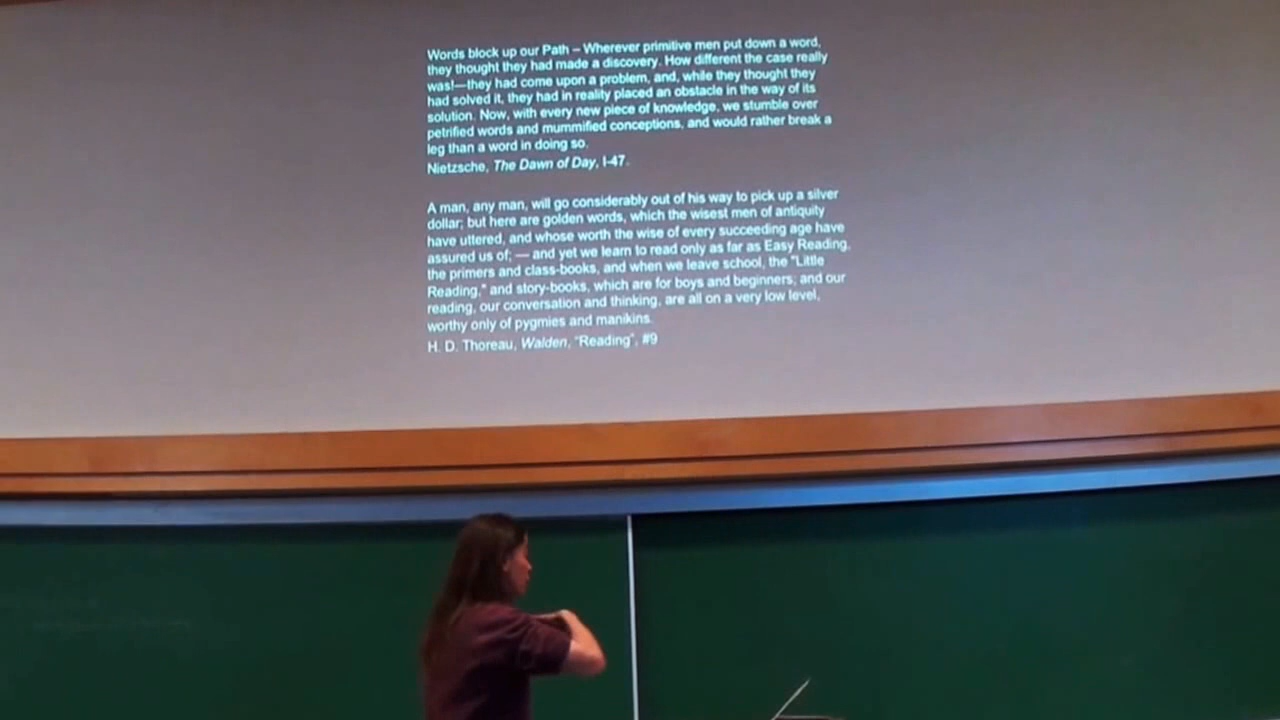 Words block up our Path – Wherever primitive men put down a word,
they thought they had made a discovery. How different the case really
was!—they had come upon a problem, and, while they thought they
had solved it, they had in reality placed an obstacle in the way of its
solution. Now, with every new piece of knowledge, we stumble over
petrified words and mummified conceptions, and would rather break a
leg than a word in doing so.
Nietzsche, The Dawn of Day, I-47.
A man, any man, will go considerably out of his way to pick up a silver
dollar; but here are golden words, which the wisest men of antiquity
have uttered, and whose worth the wise of every succeeding age have
assured us of; — and yet we learn to read only as far as Easy Reading,
the primers and class-books, and when we leave school, the "Little
Reading," and story-books, which are for boys and beginners; and our
reading, our conversation and thinking, are all on a very low level,
worthy only of pygmies and manikins.
H. D. Thoreau, Walden, "Reading", #9